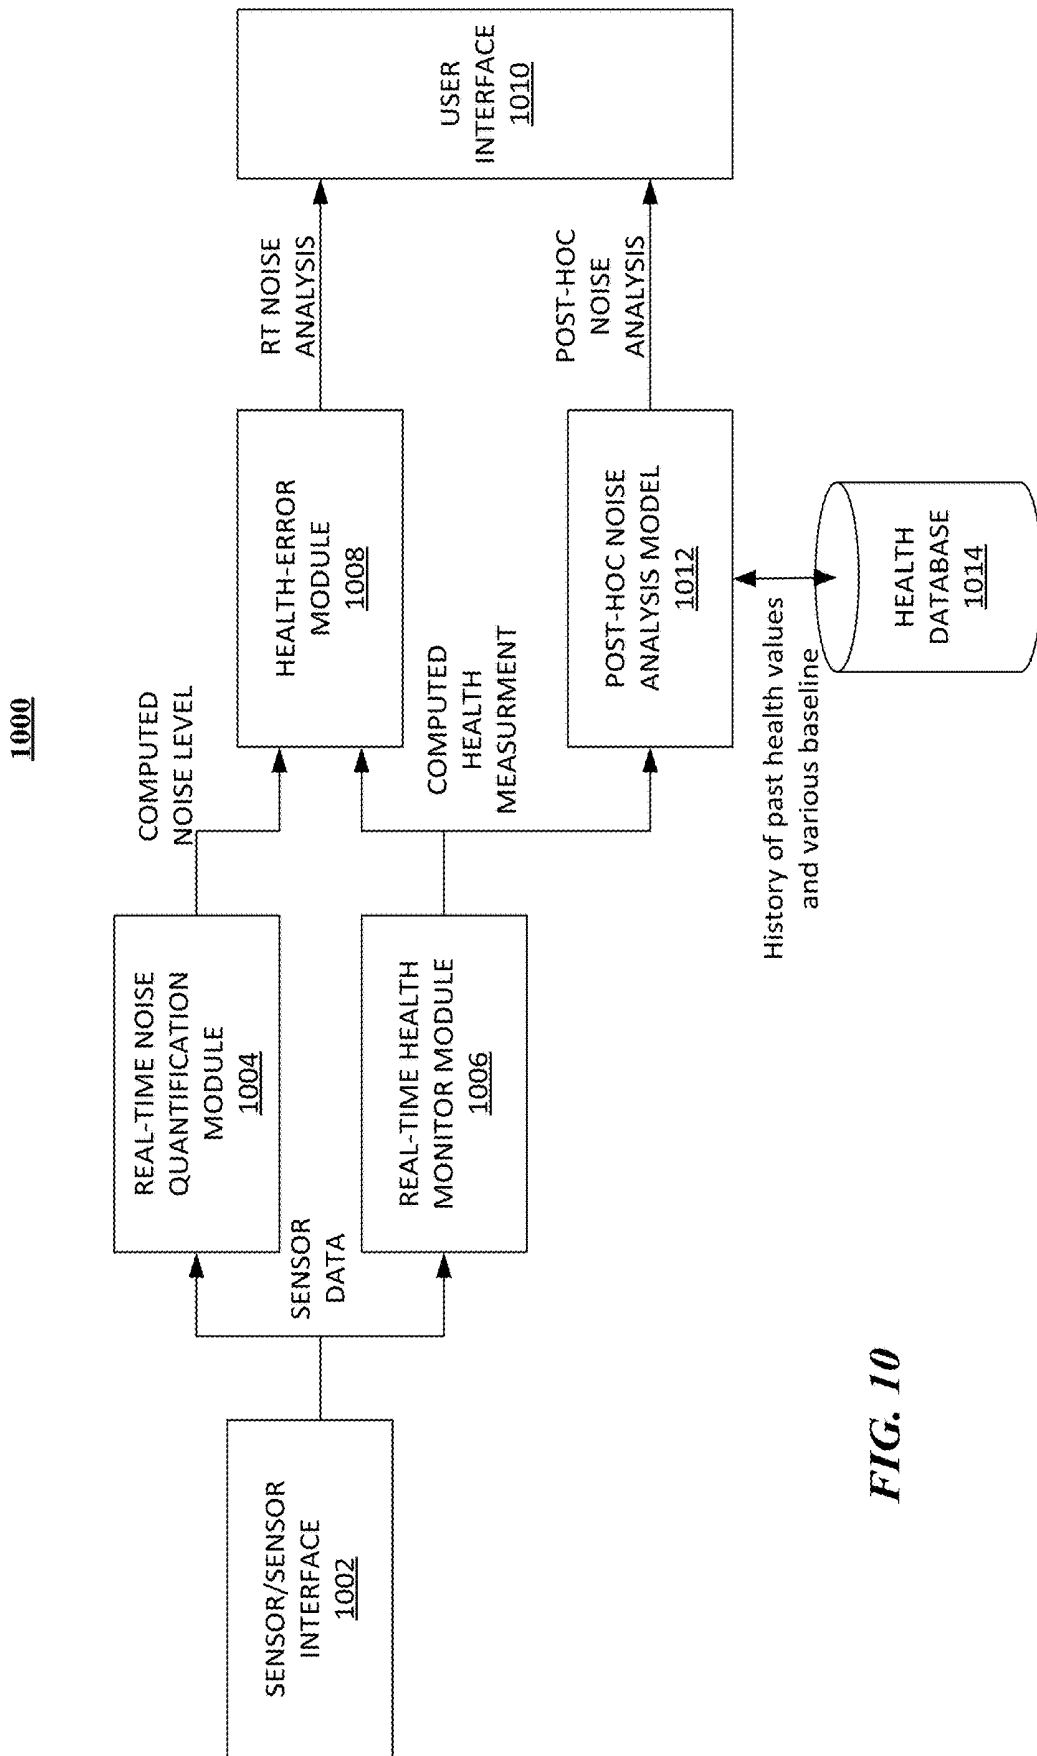 1000
SENSOR/SENSOR
INTERFACE
1002
SENSOR
DATA
REAL-TIME NOISE
QUANTIFICATION
MODULE
1004
REAL-TIME HEALTH
MONITOR MODULE
1006
COMPUTED
NOISE LEVEL
COMPUTED
HEALTH
MEASURMENT
HEALTH-ERROR
MODULE
1008
POST-HOC NOISE
ANALYSIS MODEL
1012
History of past health values
and various baseline
HEALTH
DATABASE
1014
RT NOISE
ANALYSIS
POST-HOC
NOISE
ANALYSIS
USER
INTERFACE
1010
FIG. 10